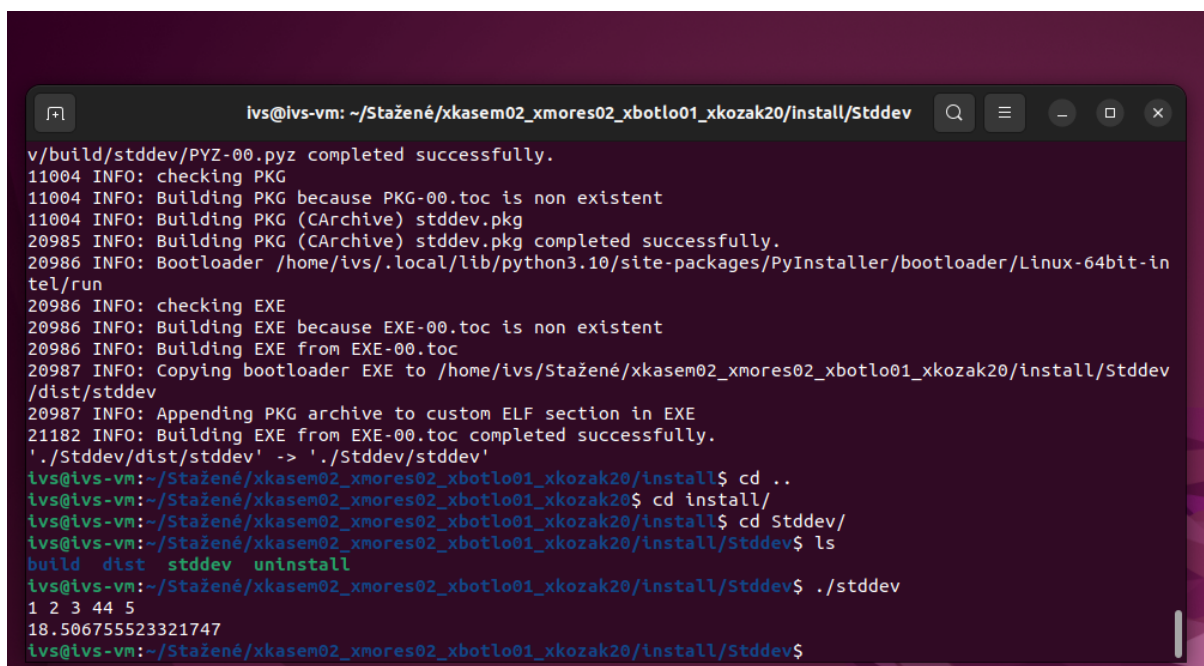 ivs@ivs-vm: ~/Stažené/xkasem02_xmores02_xbotlo01_xkozak20/install/Stddev
v/build/stddev/PYZ-00.pyz completed successfully.
11004 INFO: checking PKG
11004 INFO: Building PKG because PKG-00.toc is non existent
11004 INFO: Building PKG (CArchive) stddev.pkg
20985 INFO: Building PKG (CArchive) stddev.pkg completed successfully.
20986 INFO: Bootloader /home/ivs/.local/lib/python3.10/site-packages/PyInstaller/bootloader/Linux-64bit-in
tel/run
20986 INFO: checking EXE
20986 INFO: Building EXE because EXE-00.toc is non existent
20986 INFO: Building EXE from EXE-00.toc
20987 INFO: Copying bootloader EXE to /home/ivs/Stažené/xkasem02_xmores02_xbotlo01_xkozak20/install/Stddev
/dist/stddev
20987 INFO: Appending PKG archive to custom ELF section in EXE
21182 INFO: Building EXE from EXE-00.toc completed successfully.
'./Stddev/dist/stddev' -> './Stddev/stddev'
ivs@ivs-vm:~/Stažené/xkasem02_xmores02_xbotlo01_xkozak20/install$ cd ..
ivs@ivs-vm:~/Stažené/xkasem02_xmores02_xbotlo01_xkozak20$ cd install/
ivs@ivs-vm:~/Stažené/xkasem02_xmores02_xbotlo01_xkozak20/install$ cd Stddev/
ivs@ivs-vm:~/Stažené/xkasem02_xmores02_xbotlo01_xkozak20/install/Stddev$ ls
build  dist  stddev  uninstall
ivs@ivs-vm:~/Stažené/xkasem02_xmores02_xbotlo01_xkozak20/install/Stddev$ ./stddev
1 2 3 44 5
18.506755523321747
ivs@ivs-vm:~/Stažené/xkasem02_xmores02_xbotlo01_xkozak20/install/Stddev$